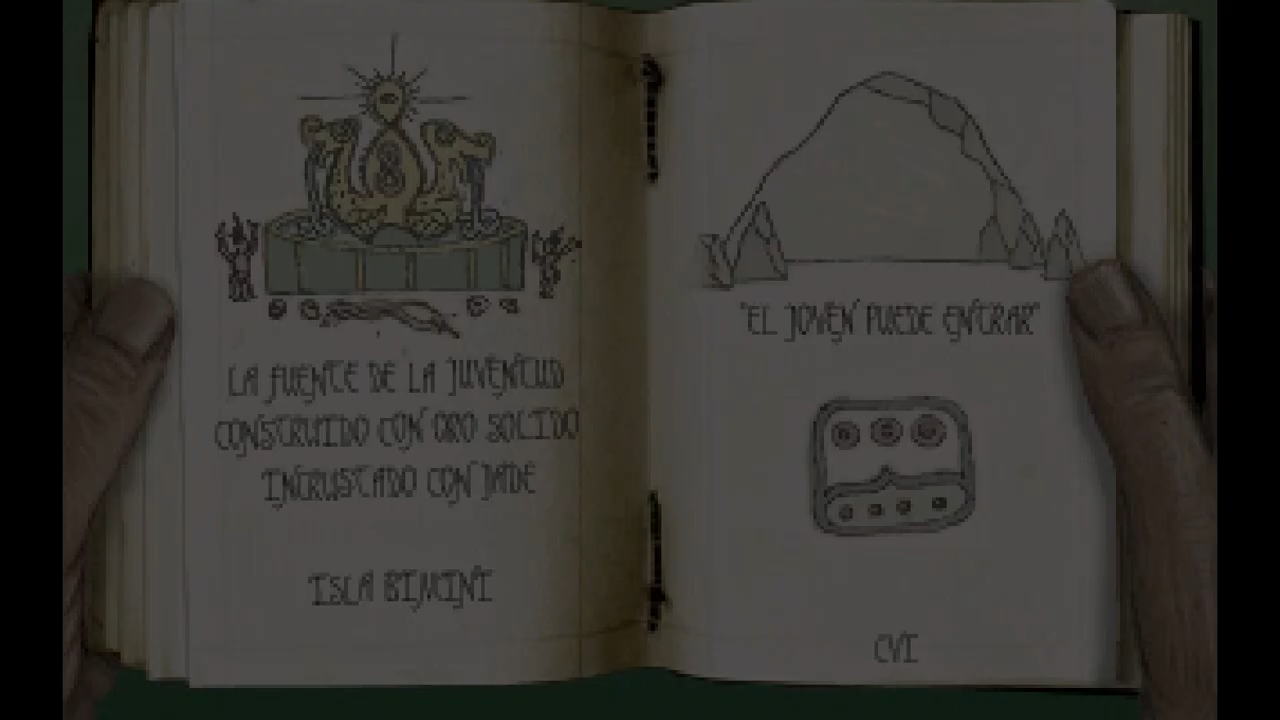 LA FUENTE DE LA JUVENTUD
CONSTRUIDO CON ORO SOLIDO
INCRUSTADO CON JADE
ISLA BIMINI
"EL JOVEN PUEDE ENTRAR"
CVI